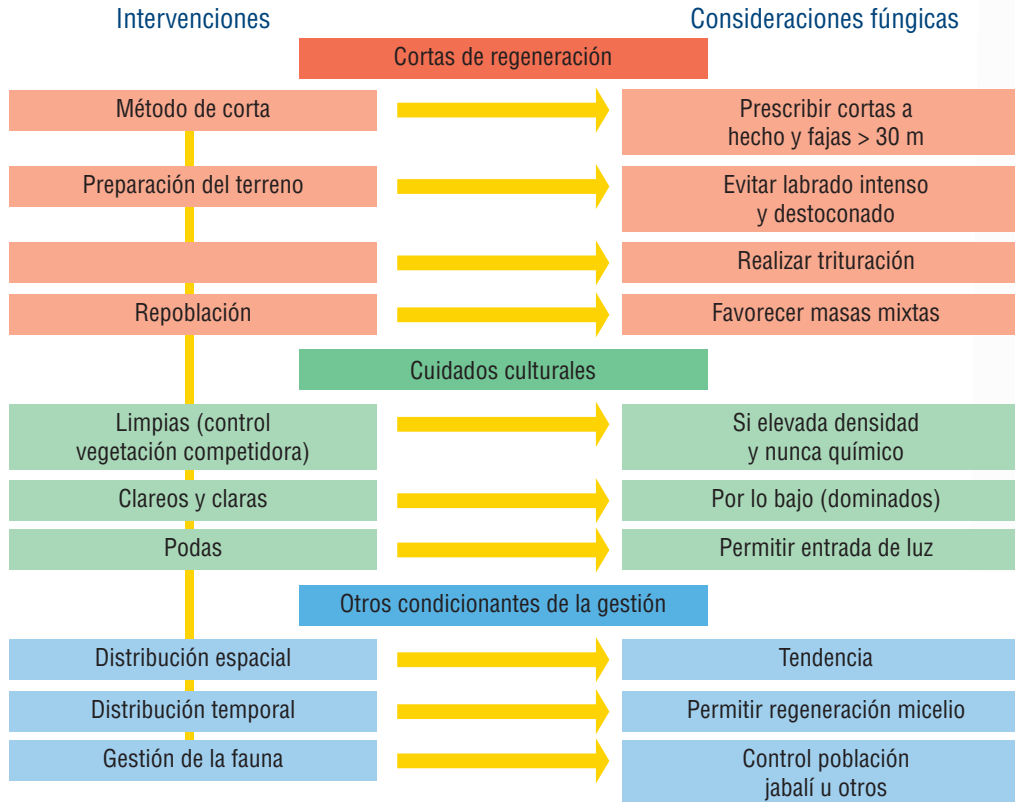 Intervenciones
Consideraciones fúngicas
Cortas de regeneración
Método de corta
Prescribir cortas a
hecho y fajas > 30 m
Preparación del terreno
Evitar labrado intenso
y destoconado
Realizar trituración
Repoblación
Favorecer masas mixtas
Cuidados culturales
Limpias (control
vegetación competidora)
Si elevada densidad
y nunca químico
Clareos y claras
Por lo bajo (dominados)
Podas
Permitir entrada de luz
Otros condicionantes de la gestión
Distribución espacial
Tendencia
Distribución temporal
Permitir regeneración micelio
Gestión de la fauna
Control población
jabalí u otros